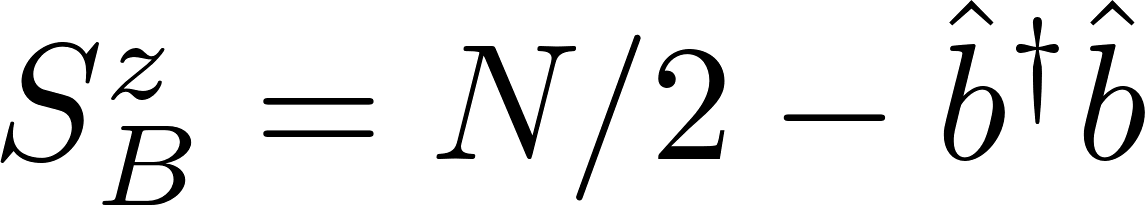 $S_B^z = N/2 - \hat{b}^\dagger \hat{b}$